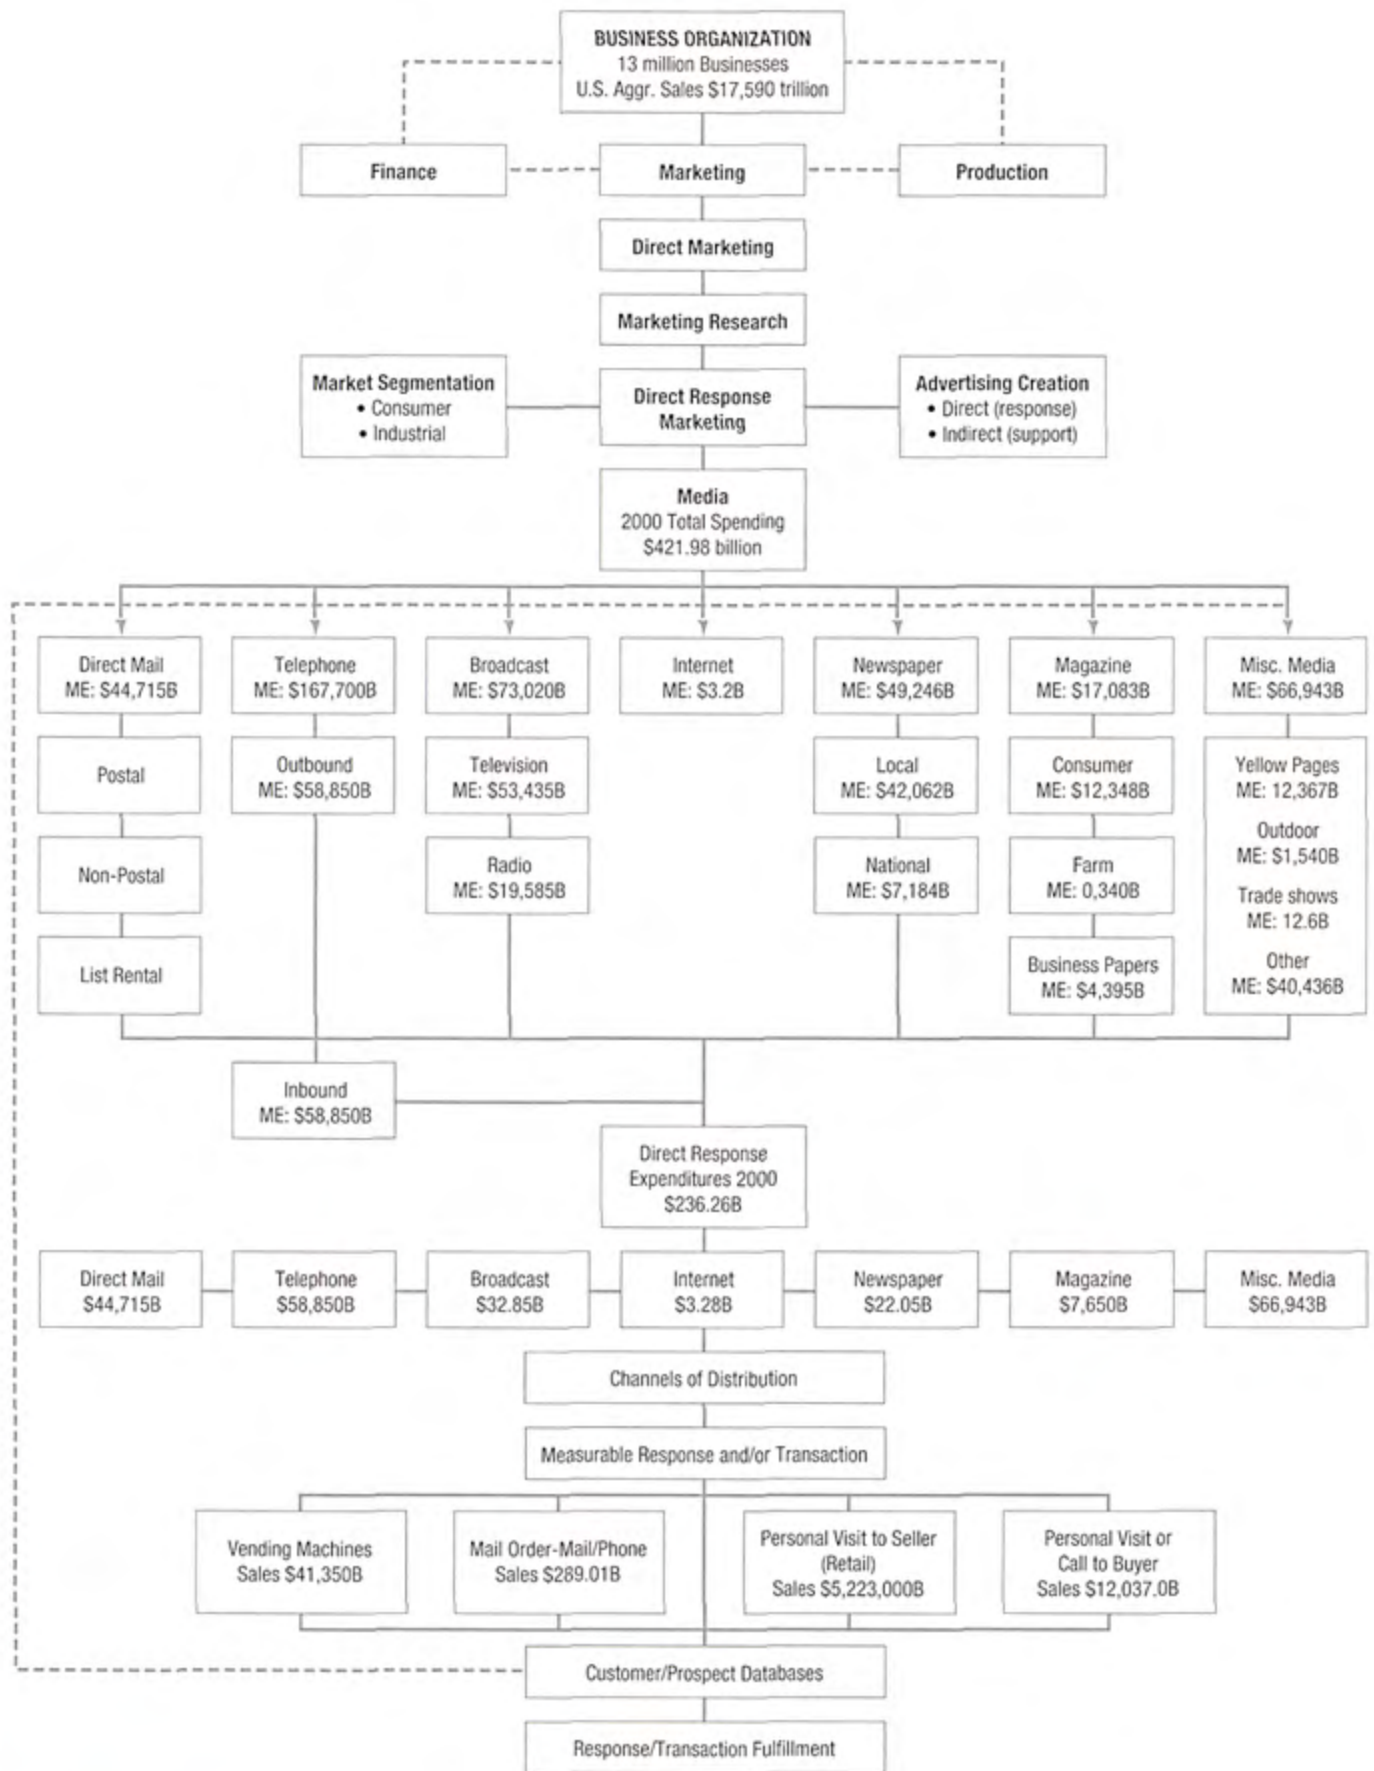 BUSINESS ORGANIZATION
13 million Businesses
U.S. Aggr. Sales $17,590 trillion
Finance
Marketing
Production
Direct Marketing
Marketing Research
Market Segmentation
• Consumer
• Industrial
Direct Response
Marketing
Advertising Creation
• Direct (response)
• Indirect (support)
Media
2000 Total Spending
$421.98 billion
Direct Mail
ME: $44,715B
Telephone
ME: $167,700B
Broadcast
ME: $73,020B
Internet
ME: $3.2B
Newspaper
ME: $49,246B
Magazine
ME: $17,083B
Misc. Media
ME: $66,943B
Postal
Outbound
ME: $58,850B
Television
ME: $53,435B
Local
ME: $42,062B
Consumer
ME: $12,348B
Yellow Pages
ME: 12,367B
Outdoor
ME: $1,540B
Trade shows
ME: 12.6B
Other
ME: $40,436B
Non-Postal
Radio
ME: $19,585B
National
ME: $7,184B
Farm
ME: 0,340B
List Rental
Business Papers
ME: $4,395B
Inbound
ME: $58,850B
Direct Response
Expenditures 2000
$236.26B
Direct Mail
$44,715B
Telephone
$58,850B
Broadcast
$32.85B
Internet
$3.28B
Newspaper
$22.05B
Magazine
$7,650B
Misc. Media
$66,943B
Channels of Distribution
Measurable Response and/or Transaction
Vending Machines
Sales $41,350B
Mail Order-Mail/Phone
Sales $289.01B
Personal Visit to Seller
(Retail)
Sales $5,223,000B
Personal Visit or
Call to Buyer
Sales $12,037.0B
Customer/Prospect Databases
Response/Transaction Fulfillment